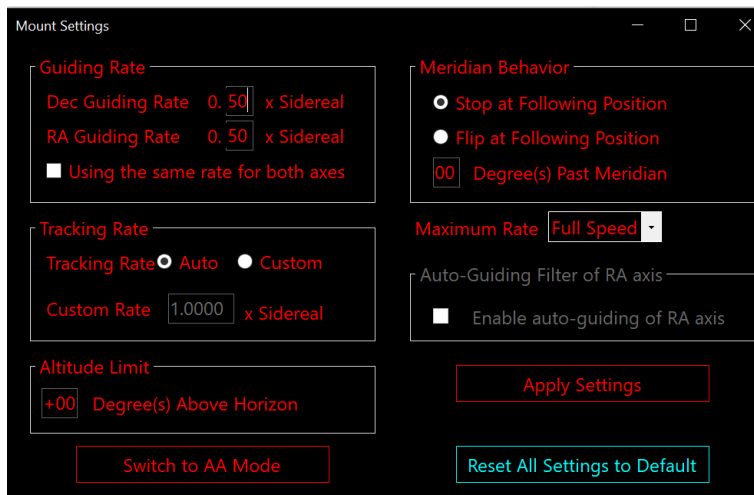 Mount Settings
Guiding Rate
Dec Guiding Rate 0. 50 x Sidereal
RA Guiding Rate 0. 50 x Sidereal
Using the same rate for both axes
Tracking Rate
Tracking Rate Auto Custom
Custom Rate 1.0000 x Sidereal
Altitude Limit
+00 Degree(s) Above Horizon
Switch to AA Mode
Meridian Behavior
Stop at Following Position
Flip at Following Position
00 Degree(s) Past Meridian
Maximum Rate Full Speed
Auto-Guiding Filter of RA axis
Enable auto-guiding of RA axis
Apply Settings
Reset All Settings to Default